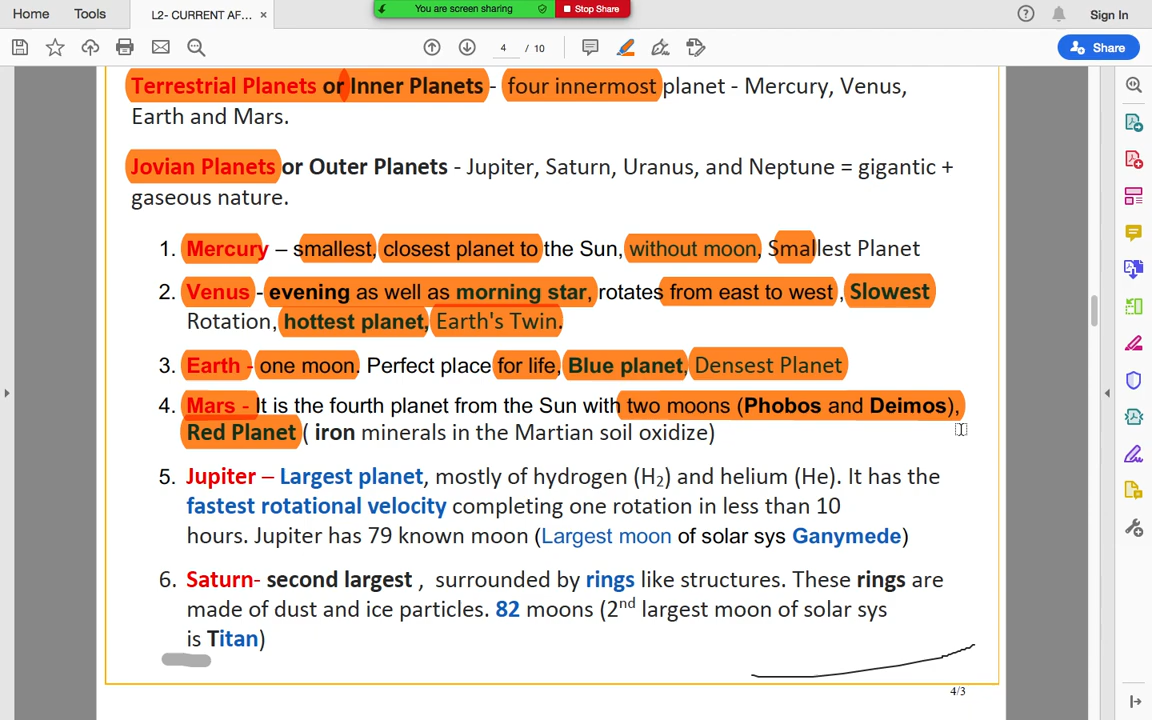 Home Tools L2- CURRENT AF... × You are screen sharing Stop Share Sign In
4 / 10 Share
Terrestrial Planets or Inner Planets - four innermost planet - Mercury, Venus,
Earth and Mars.
Jovian Planets or Outer Planets - Jupiter, Saturn, Uranus, and Neptune = gigantic +
gaseous nature.
1. Mercury – smallest, closest planet to the Sun, without moon, Smallest Planet
2. Venus - evening as well as morning star, rotates from east to west , Slowest
Rotation, hottest planet, Earth's Twin.
3. Earth - one moon. Perfect place for life, Blue planet, Densest Planet
4. Mars - It is the fourth planet from the Sun with two moons (Phobos and Deimos),
Red Planet ( iron minerals in the Martian soil oxidize)
5. Jupiter – Largest planet, mostly of hydrogen (H₂) and helium (He). It has the
fastest rotational velocity completing one rotation in less than 10
hours. Jupiter has 79 known moon (Largest moon of solar sys Ganymede)
6. Saturn- second largest , surrounded by rings like structures. These rings are
made of dust and ice particles. 82 moons (2nd largest moon of solar sys
is Titan)
4/3